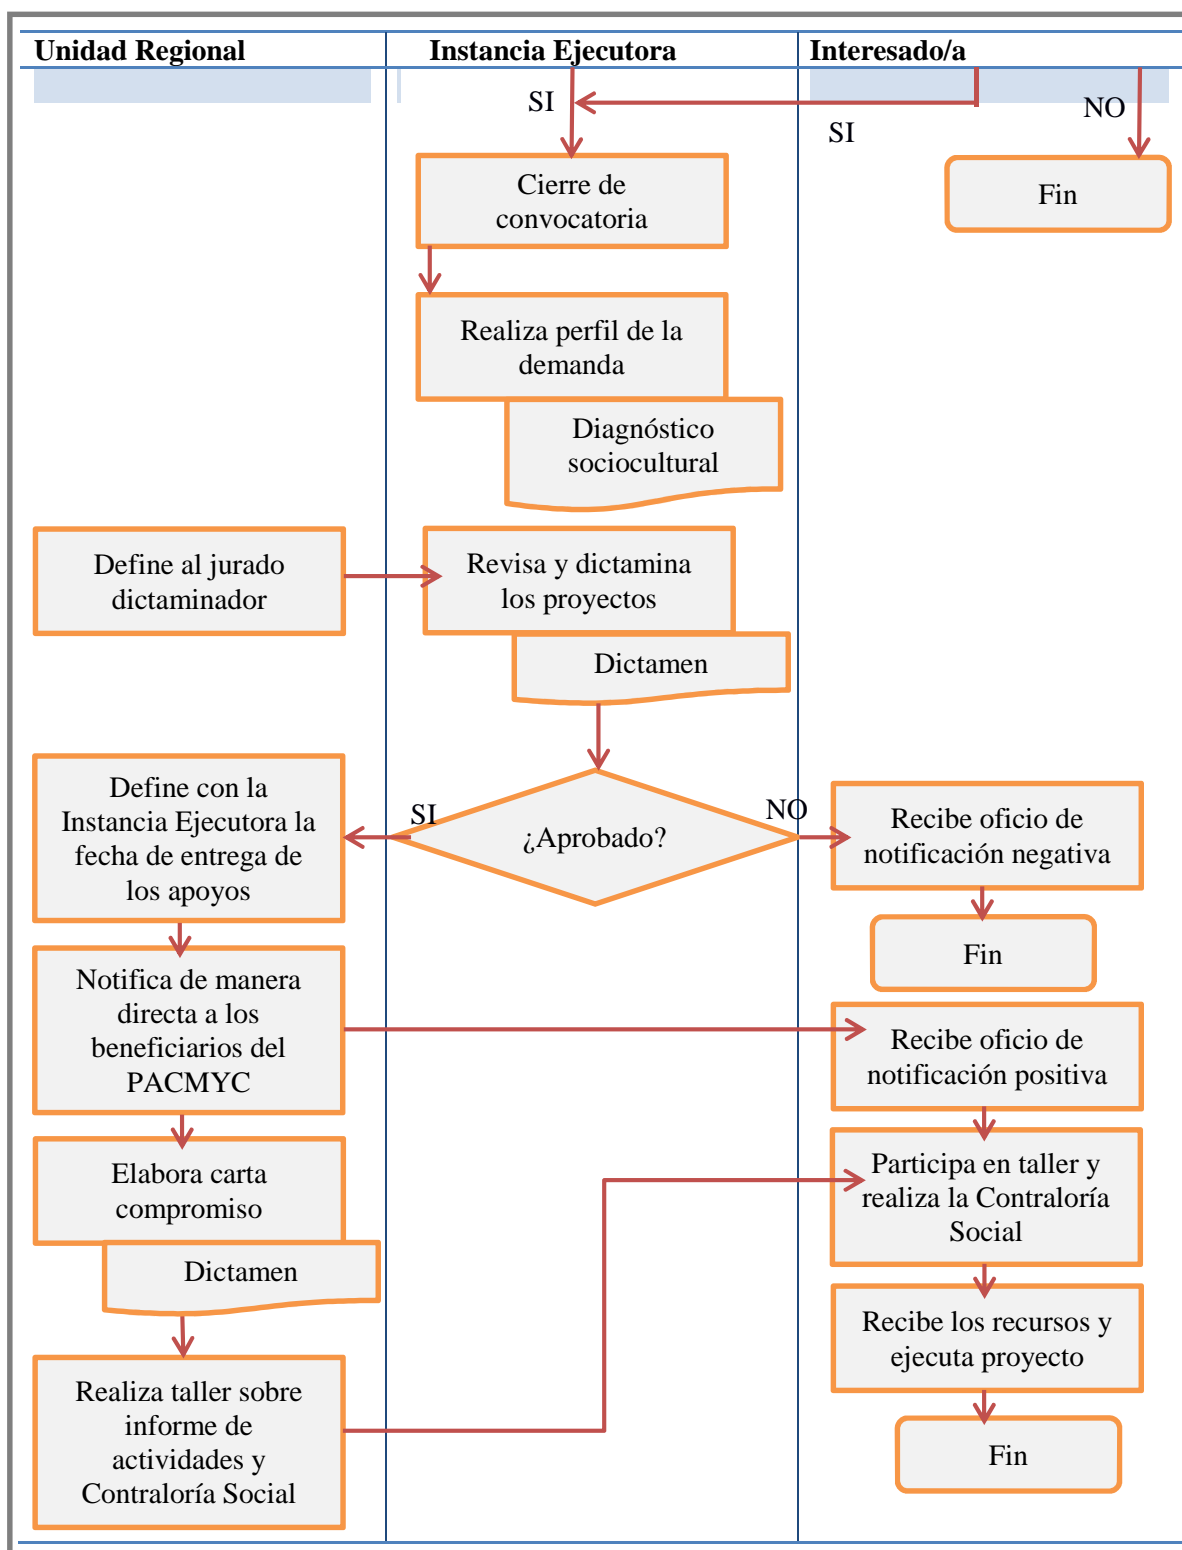 Unidad Regional
Instancia Ejecutora
Interesado/a
SI
SI
NO
Cierre de
convocatoria
Fin
Realiza perfil de la
demanda
Diagnóstico
sociocultural
Define al jurado
dictaminador
Revisa y dictamina
los proyectos
Dictamen
Define con la
Instancia Ejecutora la
fecha de entrega de
los apoyos
SI
¿Aprobado?
NO
Recibe oficio de
notificación negativa
Fin
Notifica de manera
directa a los
beneficiarios del
PACMYC
Recibe oficio de
notificación positiva
Elabora carta
compromiso
Dictamen
Participa en taller y
realiza la Contraloría
Social
Recibe los recursos y
ejecuta proyecto
Realiza taller sobre
informe de
actividades y
Contraloría Social
Fin